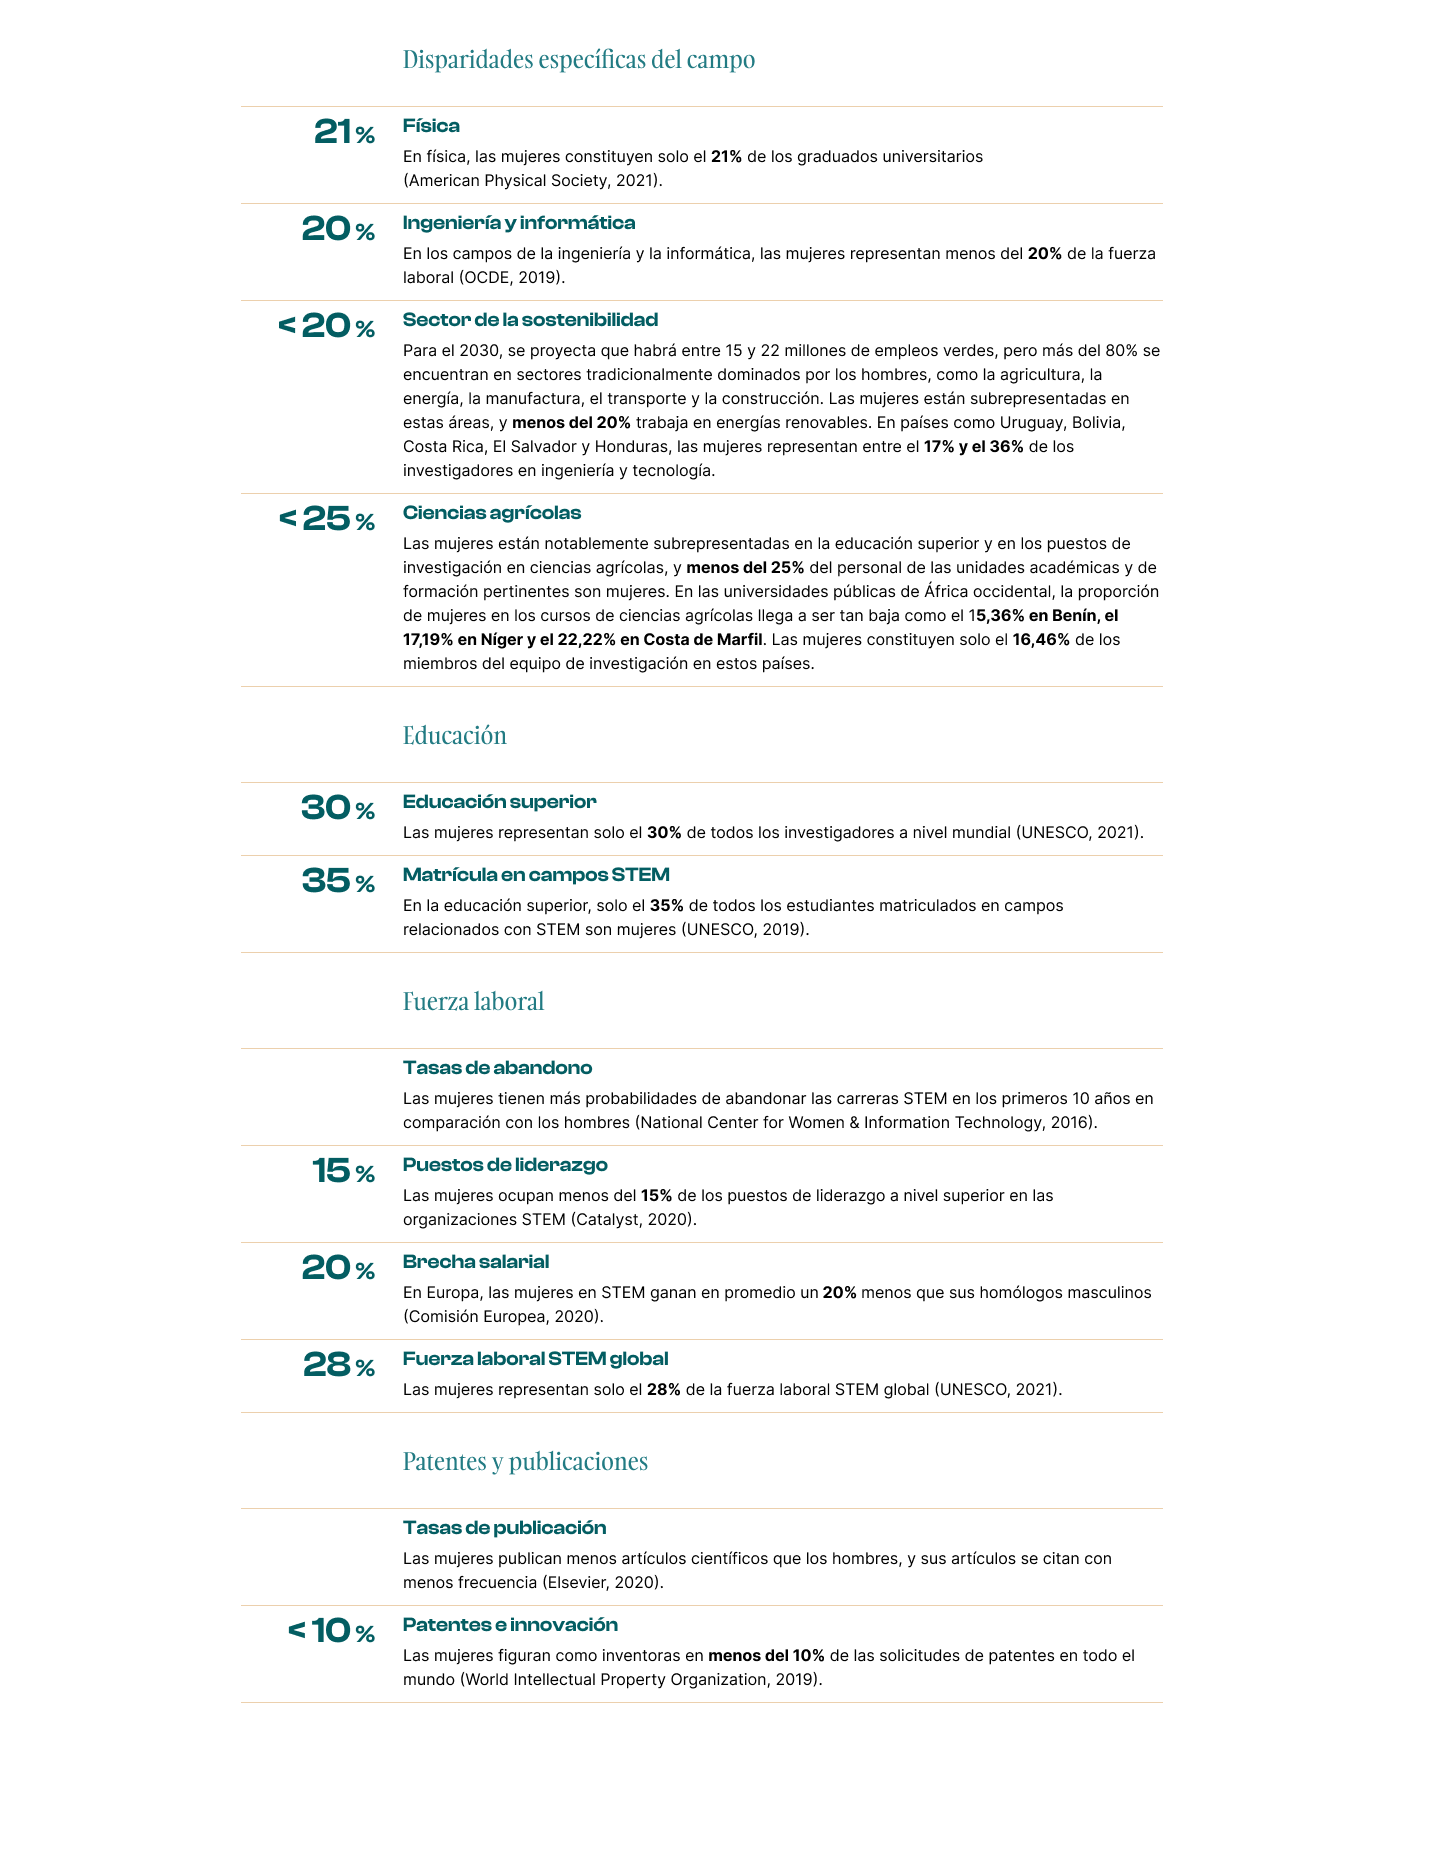 Disparidades específicas del campo
21%
Física
En física, las mujeres constituyen solo el 21% de los graduados universitarios
(American Physical Society, 2021).
20%
Ingeniería y informática
En los campos de la ingeniería y la informática, las mujeres representan menos del 20% de la fuerza
laboral (OCDE, 2019).
< 20%
Sector de la sostenibilidad
Para el 2030, se proyecta que habrá entre 15 y 22 millones de empleos verdes, pero más del 80% se
encuentran en sectores tradicionalmente dominados por los hombres, como la agricultura, la
energía, la manufactura, el transporte y la construcción. Las mujeres están subrepresentadas en
estas áreas, y menos del 20% trabaja en energías renovables. En países como Uruguay, Bolivia,
Costa Rica, El Salvador y Honduras, las mujeres representan entre el 17% y el 36% de los
investigadores en ingeniería y tecnología.
< 25%
Ciencias agrícolas
Las mujeres están notablemente subrepresentadas en la educación superior y en los puestos de
investigación en ciencias agrícolas, y menos del 25% del personal de las unidades académicas y de
formación pertinentes son mujeres. En las universidades públicas de África occidental, la proporción
de mujeres en los cursos de ciencias agrícolas llega a ser tan baja como el 15,36% en Benín, el
17,19% en Níger y el 22,22% en Costa de Marfil. Las mujeres constituyen solo el 16,46% de los
miembros del equipo de investigación en estos países.
Educación
30%
Educación superior
Las mujeres representan solo el 30% de todos los investigadores a nivel mundial (UNESCO, 2021).
35%
Matrícula en campos STEM
En la educación superior, solo el 35% de todos los estudiantes matriculados en campos
relacionados con STEM son mujeres (UNESCO, 2019).
Fuerza laboral
Tasas de abandono
Las mujeres tienen más probabilidades de abandonar las carreras STEM en los primeros 10 años en
comparación con los hombres (National Center for Women & Information Technology, 2016).
15%
Puestos de liderazgo
Las mujeres ocupan menos del 15% de los puestos de liderazgo a nivel superior en las
organizaciones STEM (Catalyst, 2020).
20%
Brecha salarial
En Europa, las mujeres en STEM ganan en promedio un 20% menos que sus homólogos masculinos
(Comisión Europea, 2020).
28%
Fuerza laboral STEM global
Las mujeres representan solo el 28% de la fuerza laboral STEM global (UNESCO, 2021).
Patentes y publicaciones
Tasas de publicación
Las mujeres publican menos artículos científicos que los hombres, y sus artículos se citan con
menos frecuencia (Elsevier, 2020).
< 10%
Patentes e innovación
Las mujeres figuran como inventoras en menos del 10% de las solicitudes de patentes en todo el
mundo (World Intellectual Property Organization, 2019).